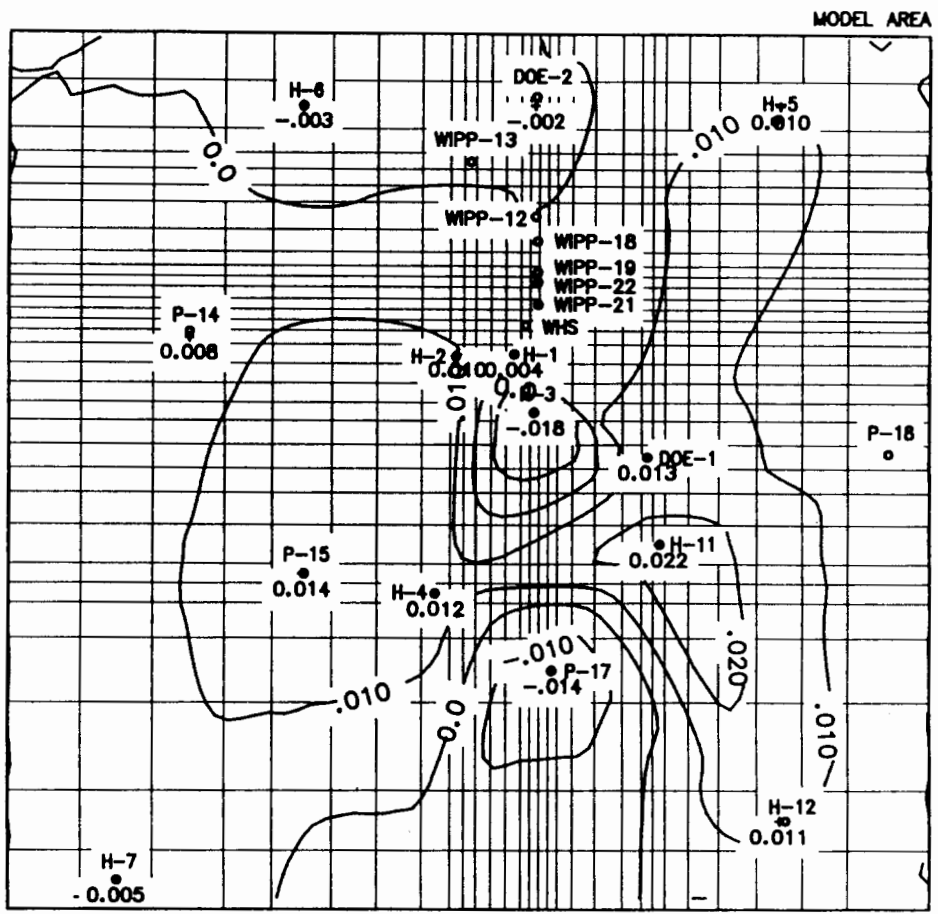 MODEL AREA
DOE-2
-.002
H-6
-.003
H-5
0.010
.010
WIPP-13
0.0
WIPP-12
WIPP-18
WIPP-19
WIPP-22
WIPP-21
WHS
P-14
0.008
H-2
H-1
0.004
.01
H-3
-.018
P-18
DOE-1
0.013
H-11
0.022
P-15
0.014
H-4
0.012
-.010
P-17
-.014
.020
.010
0.0
.010
H-12
0.011
H-7
-0.005